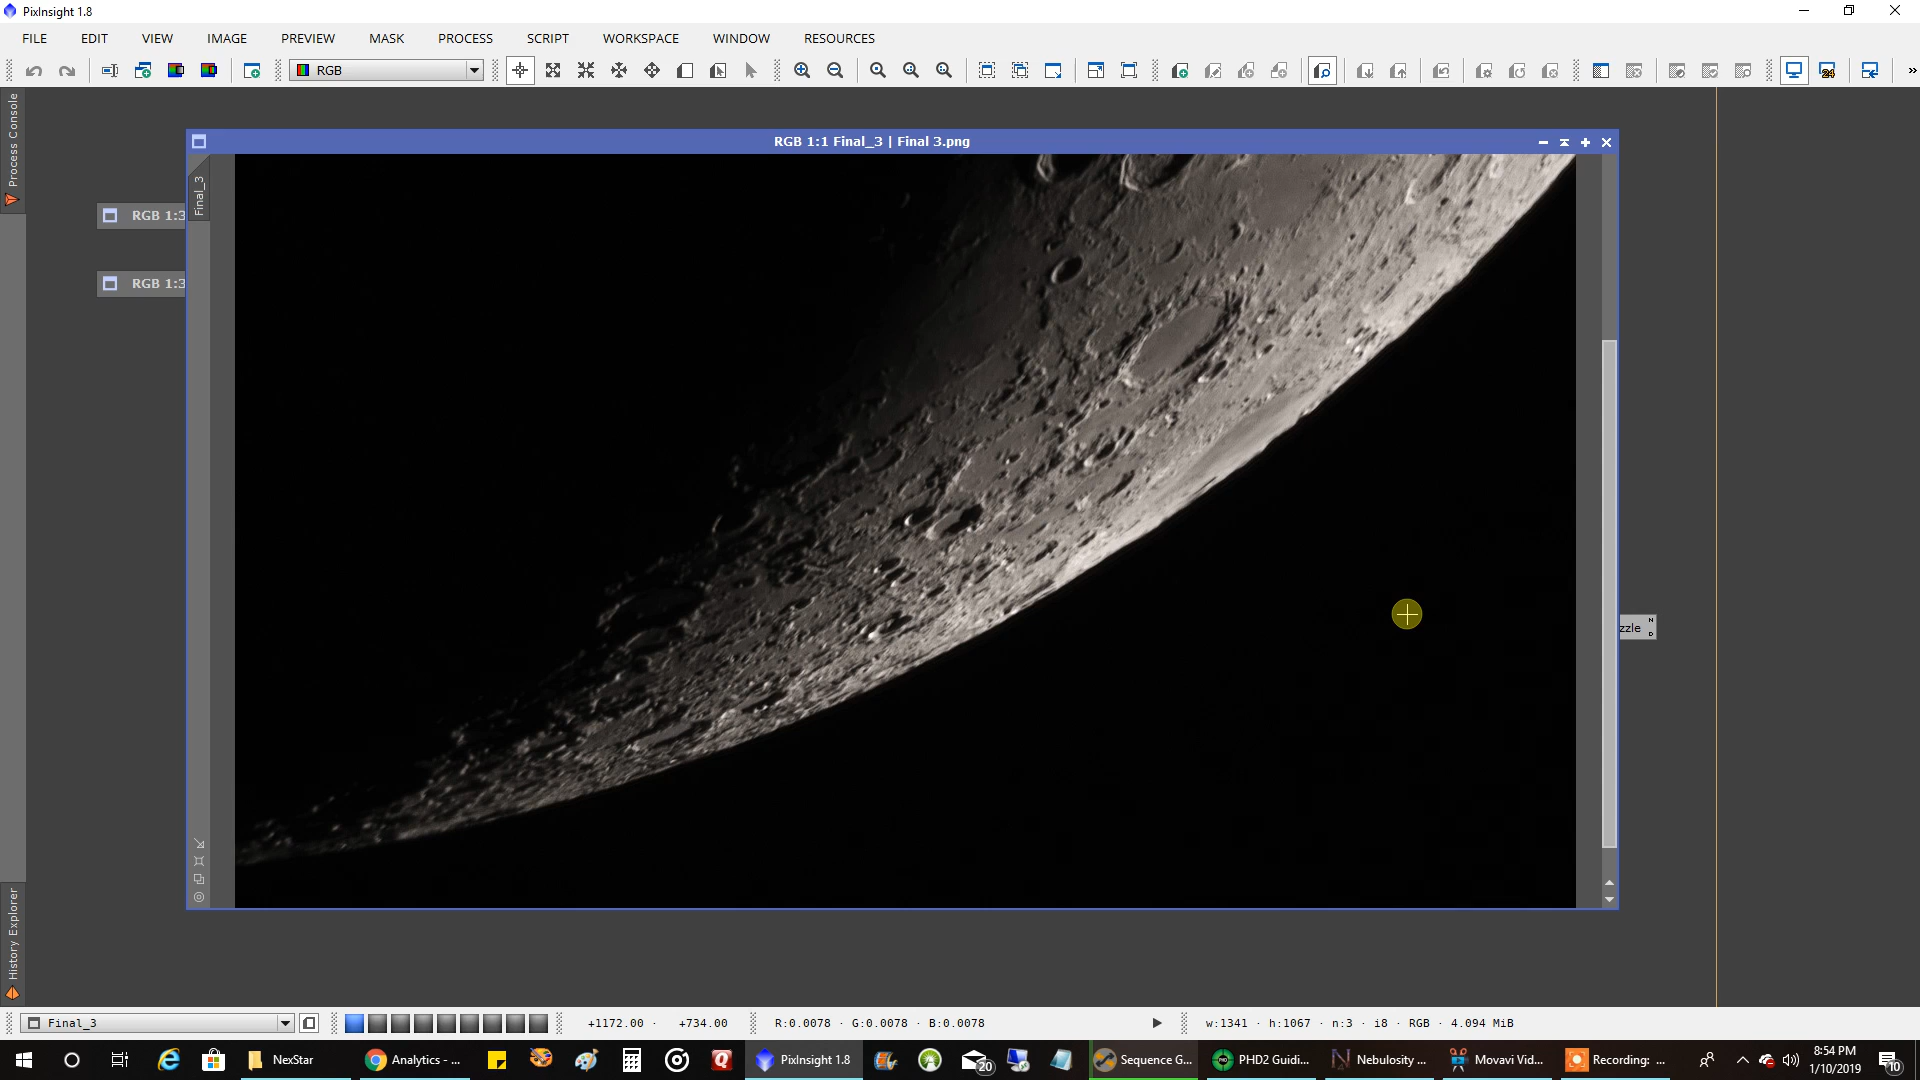 PixInsight 1.8
FILE EDIT VIEW IMAGE PREVIEW MASK PROCESS SCRIPT WORKSPACE WINDOW RESOURCES
RGB
24
»
Process Console
RGB 1:1 Final_3 | Final 3.png
Final_3
RGB 1:3
RGB 1:3
zzle
N
D
History Explorer
Final_3
+1172.00 · +734.00
R:0.0078 · G:0.0078 · B:0.0078
w:1341 · h:1067 · n:3 · i8 · RGB · 4.094 MiB
NexStar
Analytics - ...
PixInsight 1.8
20
Sequence G...
PHD2 Guidi...
Nebulosity ...
Movavi Vid...
Recording: ...
8:54 PM
1/10/2019
10